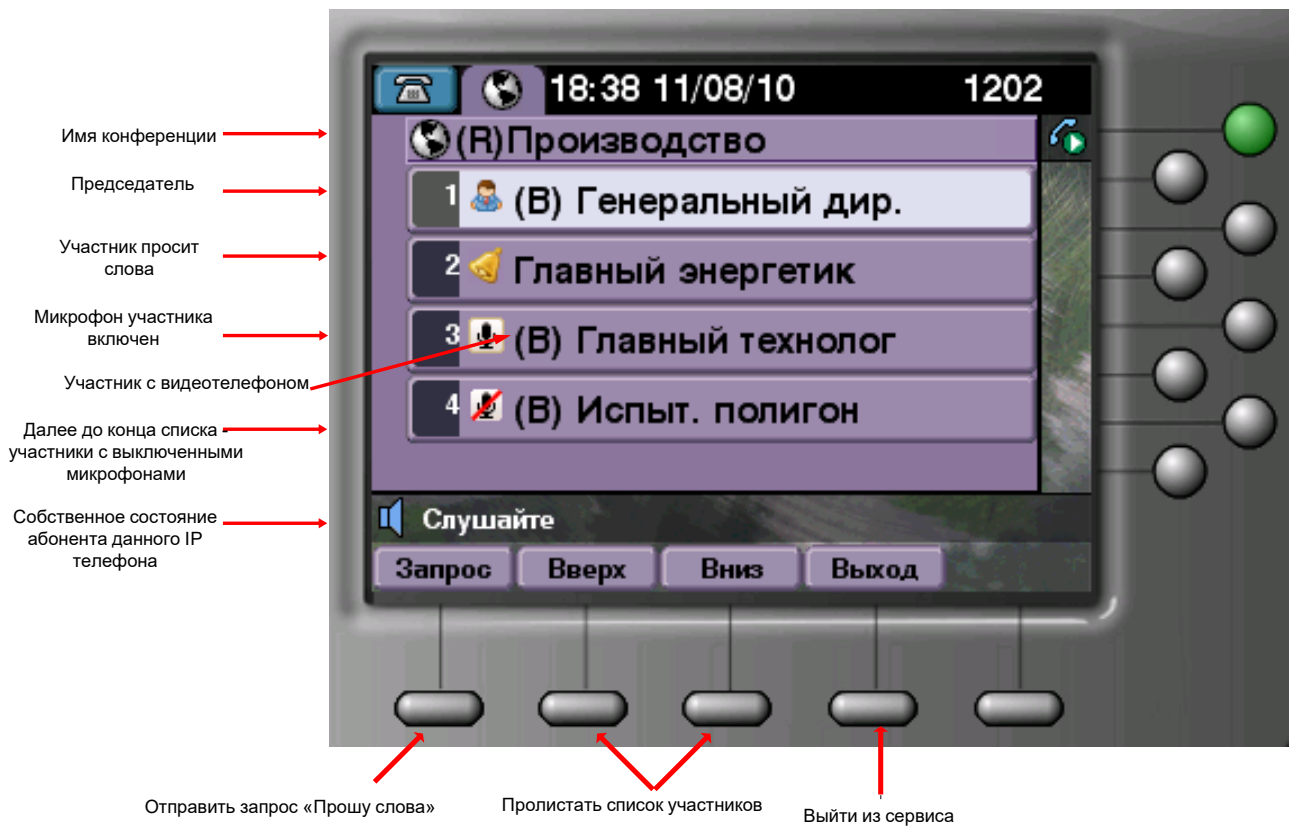 18:38 11/08/10 1202
Имя конференции
(R)Производство
Председатель
1 (В) Генеральный дир.
Участник просит
слова
2 Главный энергетик
Микрофон участника
включен
3 (В) Главный технолог
Участник с видеотелефоном
4 (В) Испыт. полигон
Далее до конца списка -
участники с выключенными
микрофонами
Собственное состояние
абонента данного IP
телефона
Слушайте
Запрос Вверх Вниз Выход
Отправить запрос «Прошу слова»
Пролистать список участников
Выйти из сервиса